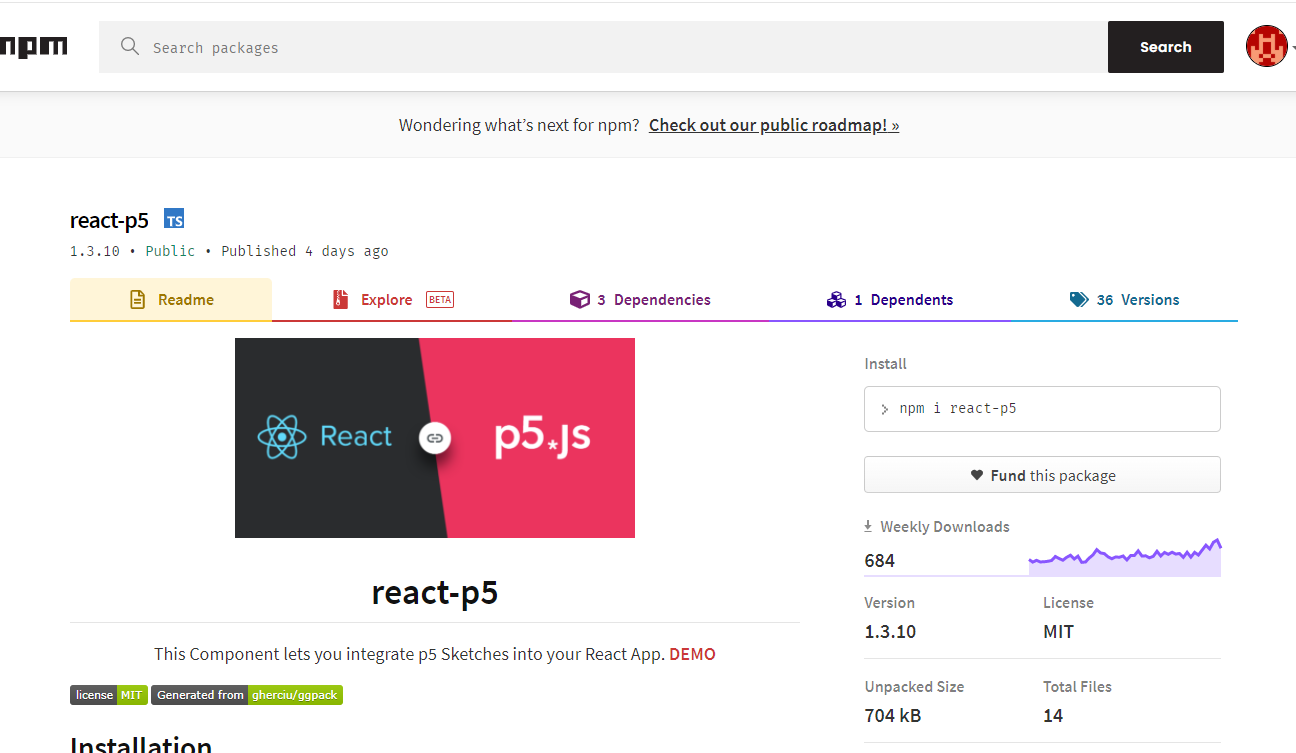 npm
Search packages
Search
Wondering what's next for npm? Check out our public roadmap! »
react-p5 TS
1.3.10 • Public • Published 4 days ago
Readme
Explore BETA
3 Dependencies
1 Dependents
36 Versions
React
p5*js
Install
> npm i react-p5
Fund this package
Weekly Downloads
684
react-p5
Version
License
1.3.10
MIT
This Component lets you integrate p5 Sketches into your React App. DEMO
license MIT Generated from gherciu/ggpack
Unpacked Size
Total Files
704 kB
14
Installation